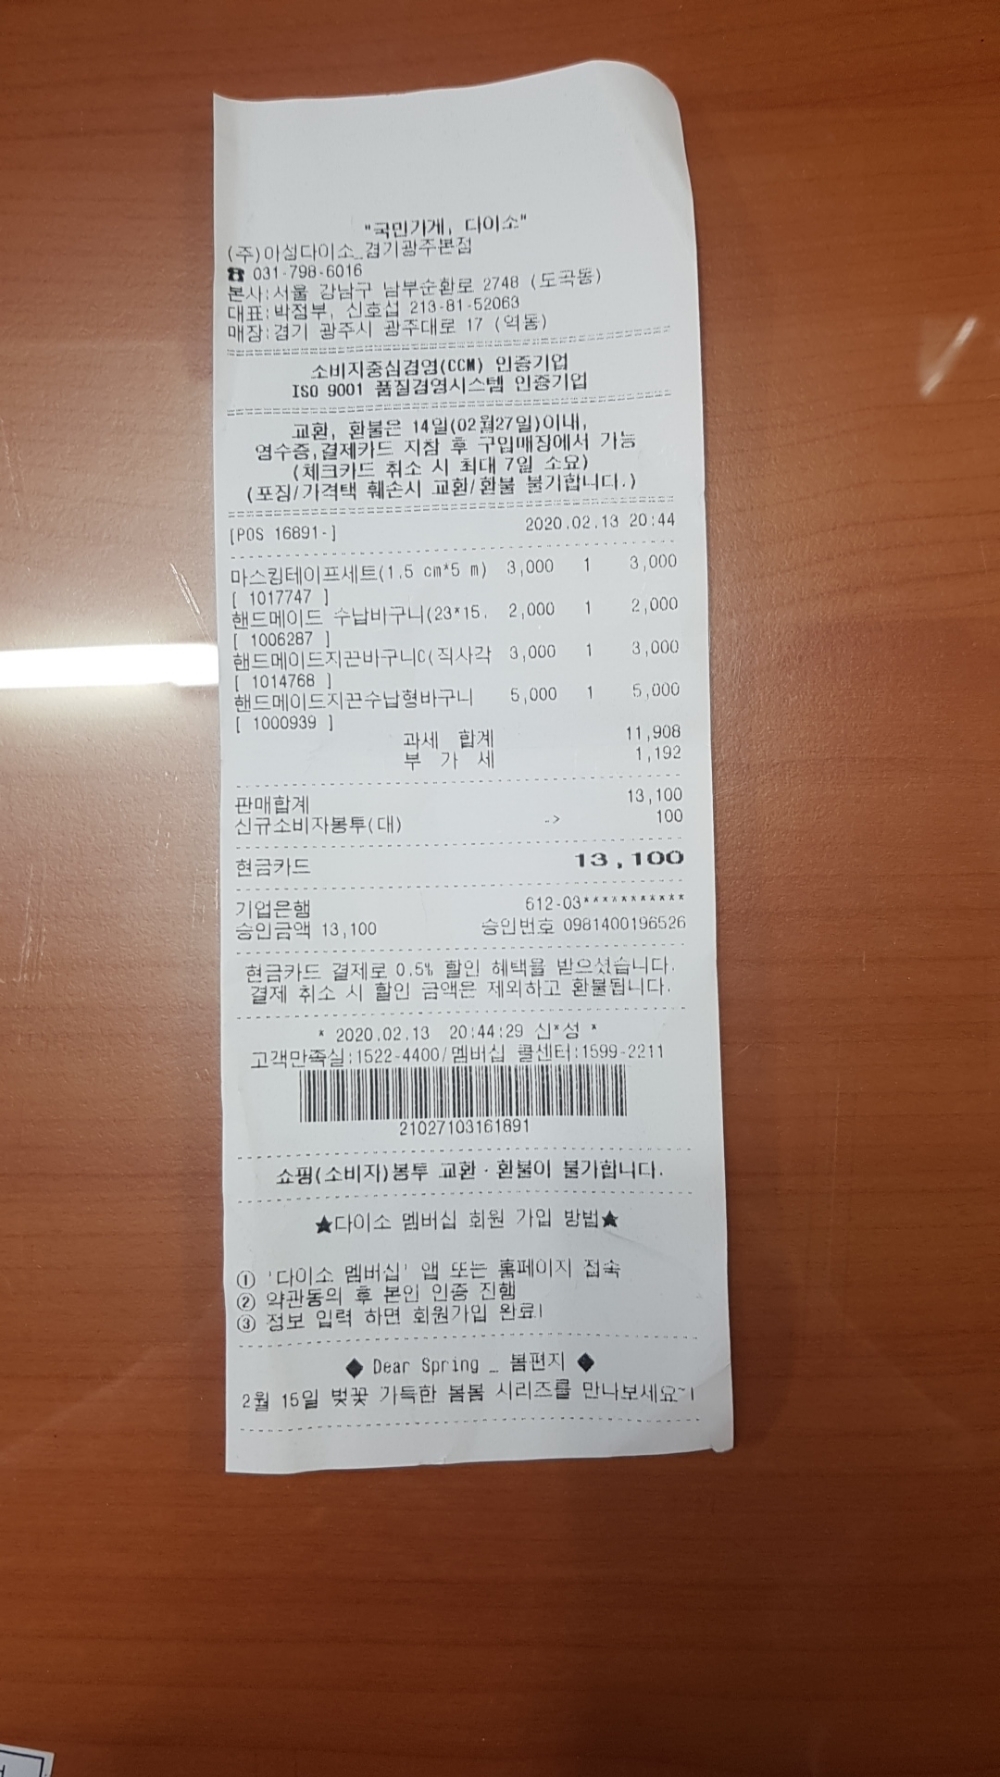 "국민가게, 다이소"
(주)아성다이소_경기광주본점
☎ 031-798-6016
본사:서울 강남구 남부순환로 2748 (도곡동)
대표:박정부, 신호섭 213-81-52063
매장:경기 광주시 광주대로 17 (역동)
소비자중심경영(CCM) 인증기업
ISO 9001 품질경영시스템 인증기업
교환, 환불은 14일(02월27일)이내,
영수증,결제카드 지참 후 구입매장에서 가능
(체크카드 취소 시 최대 7일 소요)
(포장/가격택 훼손시 교환/환불 불가합니다.)
[POS 16891-] 2020.02.13 20:44
마스킹테이프세트(1.5 cm*5 m) 3,000 1 3,000
[ 1017747 ]
핸드메이드 수납바구니(23*15. 2,000 1 2,000
[ 1006287 ]
핸드메이드지끈바구니C(직사각 3,000 1 3,000
[ 1014768 ]
핸드메이드지끈수납형바구니 5,000 1 5,000
[ 1000939 ]
과세 합계 11,908
부 가 세 1,192
판매합계 13,100
신규소비자봉투(대) -> 100
현금카드 13,100
기업은행 612-03***********
승인금액 13,100 승인번호 0981400196526
현금카드 결제로 0.5% 할인 혜택을 받으셨습니다.
결제 취소 시 할인 금액은 제외하고 환불됩니다.
* 2020.02.13 20:44:29 신*성 *
고객만족실:1522-4400/멤버십 콜센터:1599-2211
21027103161891
쇼핑(소비자)봉투 교환·환불이 불가합니다.
★다이소 멤버십 회원 가입 방법★
① '다이소 멤버십' 앱 또는 홈페이지 접속
② 약관동의 후 본인 인증 진행
③ 정보 입력 하면 회원가입 완료!
◆ Dear Spring _ 봄편지 ◆
2월 15일 벚꽃 가득한 봄봄 시리즈를 만나보세요~!